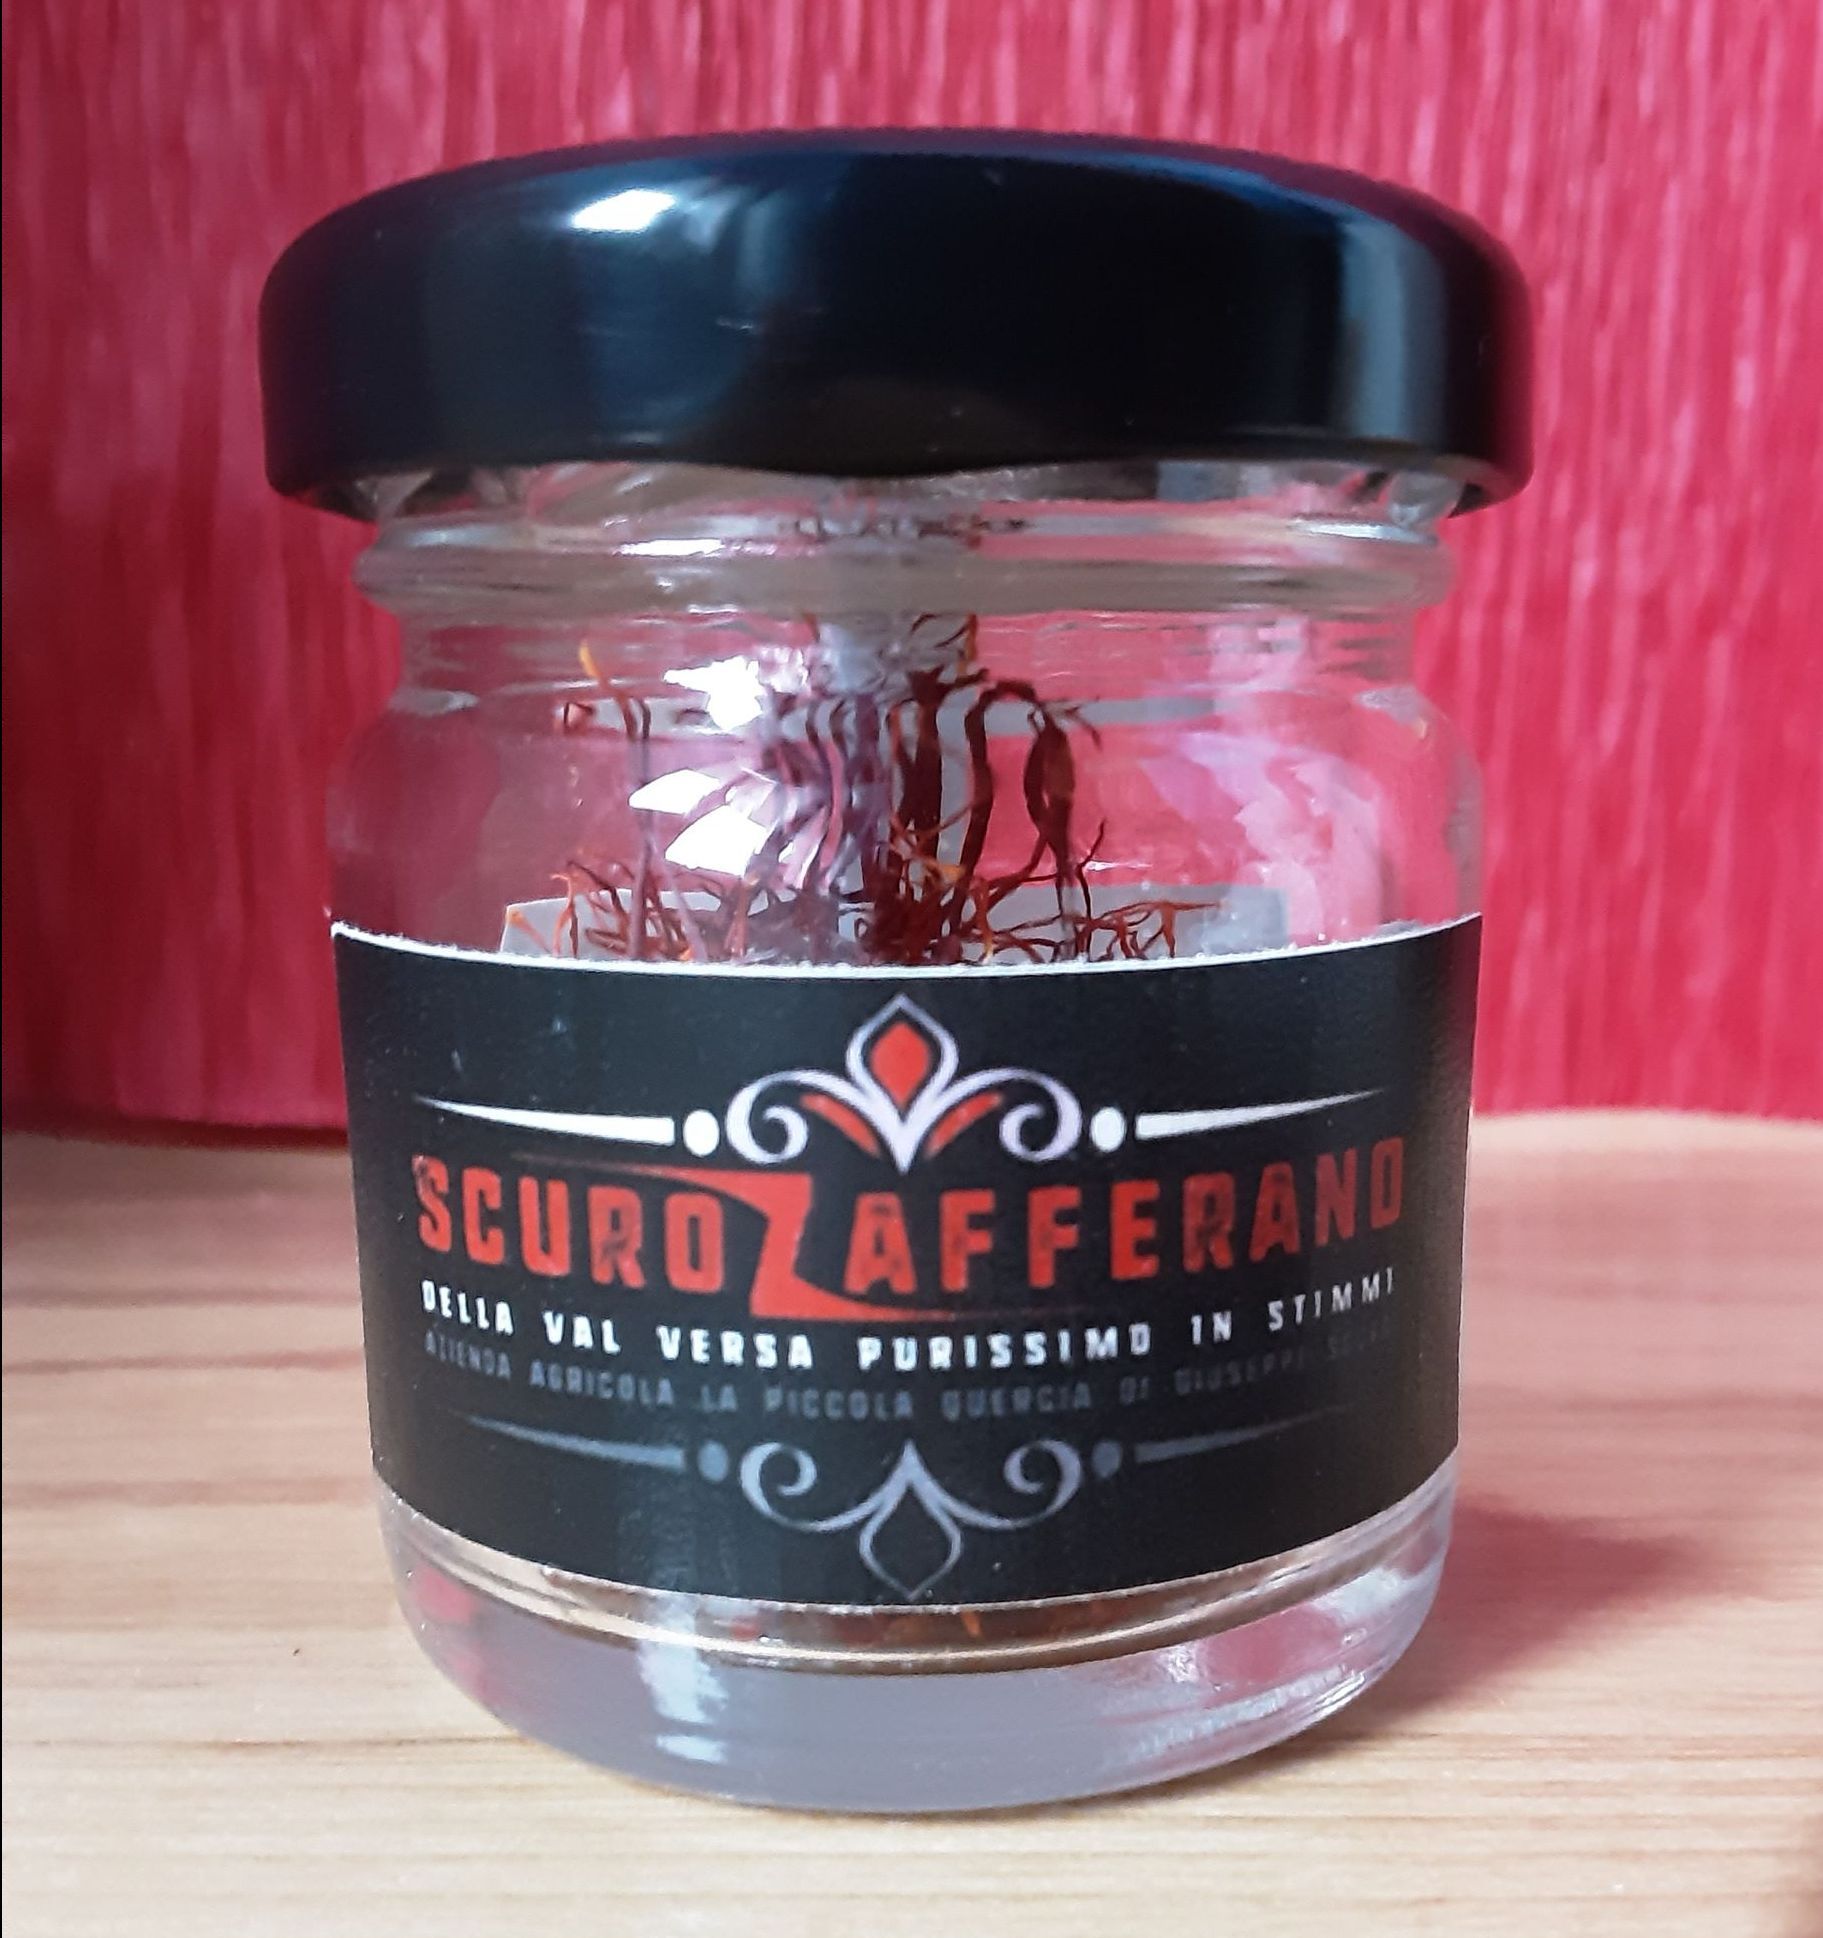 SCUROZAFFERANO
DELLA VAL VERSA PURISSIMO IN STIMMI
AZIENDA AGRICOLA LA PICCOLA QUERCIA DI GIUSEPPE